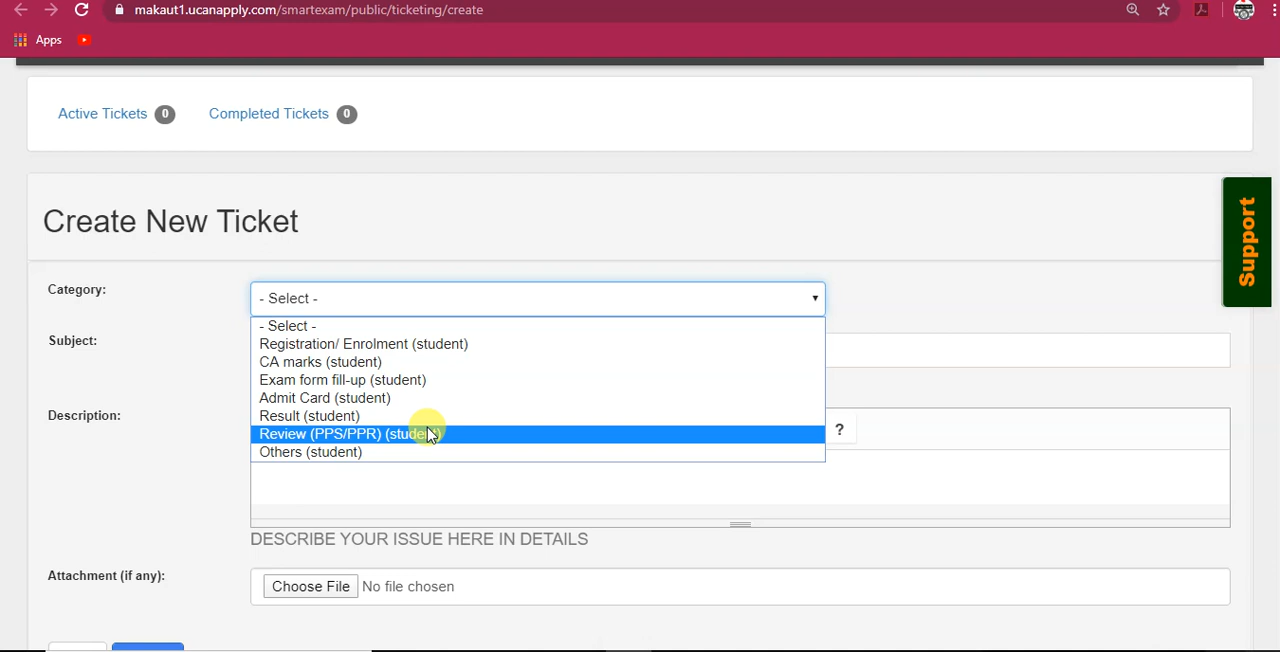 makaut1.ucanapply.com/smartexam/public/ticketing/create
Apps
Active Tickets 0 Completed Tickets 0
Create New Ticket
Support
Category:
- Select -
- Select -
Registration/ Enrolment (student)
CA marks (student)
Exam form fill-up (student)
Admit Card (student)
Result (student)
Review (PPS/PPR) (student)
Others (student)
Subject:
Description:
?
DESCRIBE YOUR ISSUE HERE IN DETAILS
Attachment (if any):
Choose File No file chosen